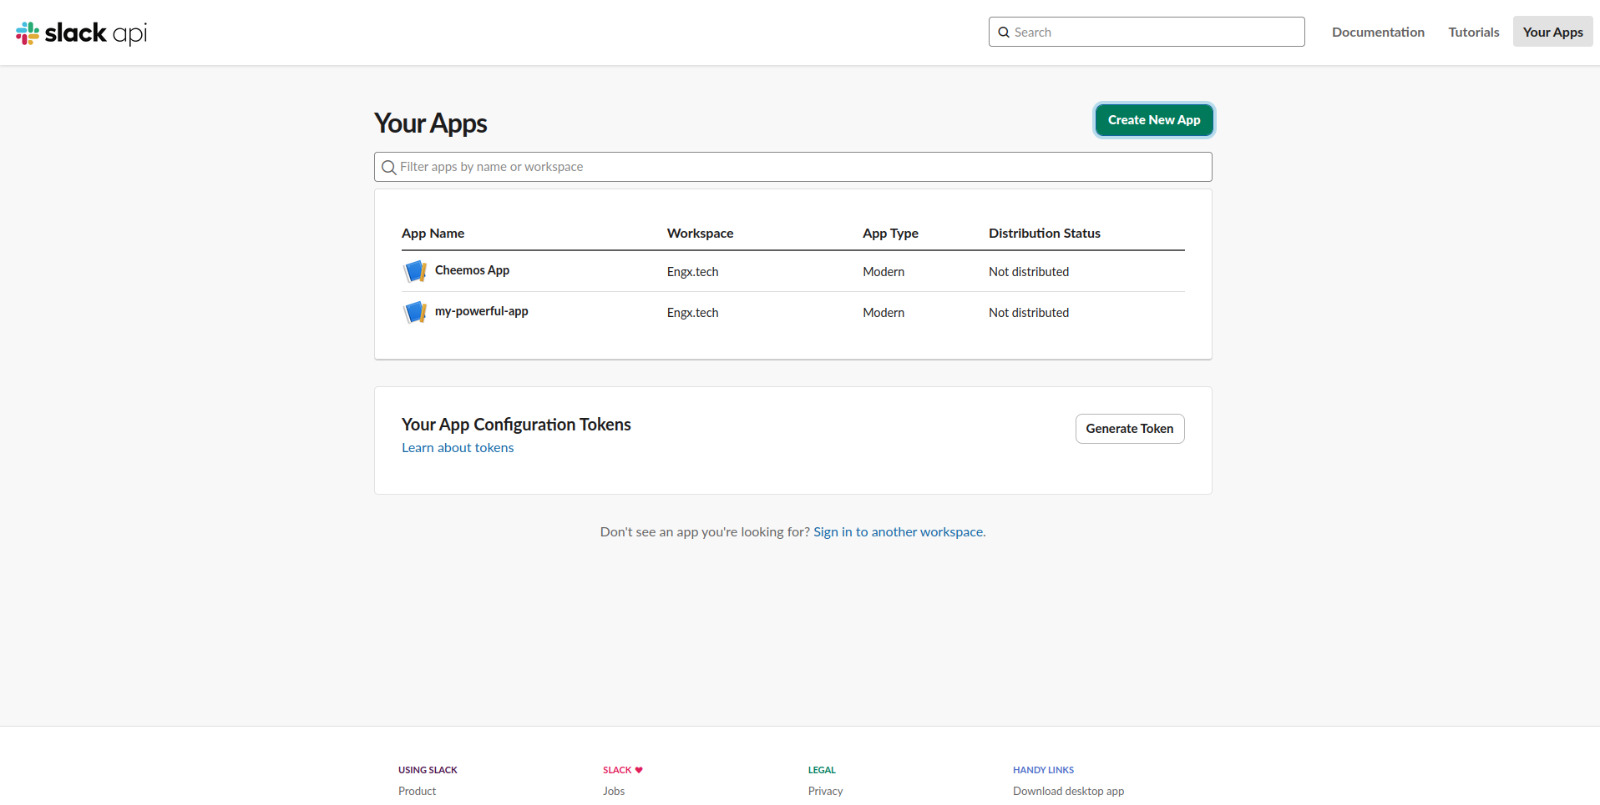 slack api
Search
Documentation
Tutorials
Your Apps
Your Apps
Create New App
Filter apps by name or workspace
App Name Workspace App Type Distribution Status
Cheemos App Engx.tech Modern Not distributed
my-powerful-app Engx.tech Modern Not distributed
Your App Configuration Tokens
Generate Token
Learn about tokens
Don't see an app you're looking for? Sign in to another workspace.
USING SLACK SLACK LEGAL HANDY LINKS
Product Jobs Privacy Download desktop app